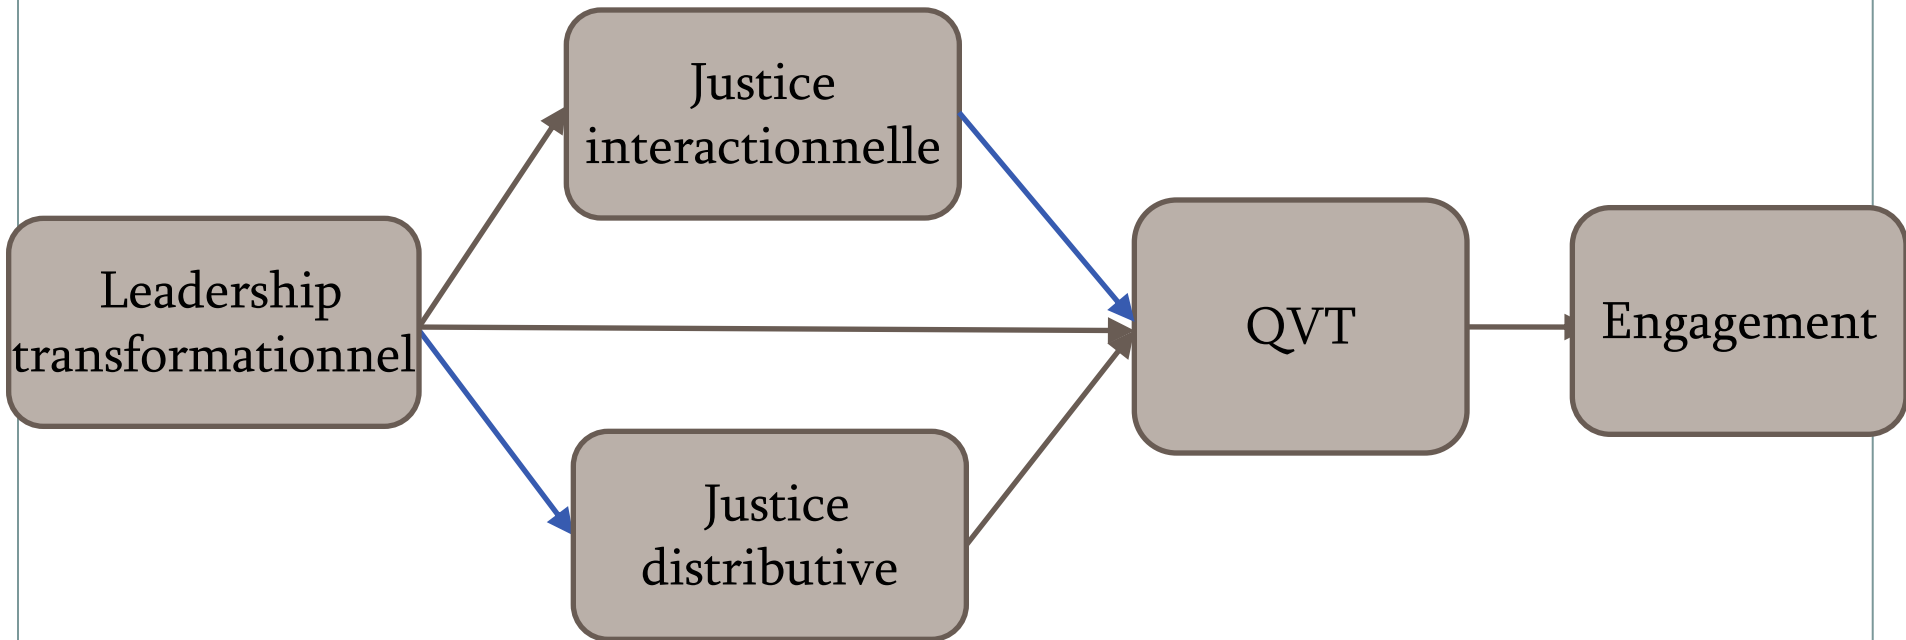 Justice
interactionnelle
Leadership
transformationnel
QVT
Engagement
Justice
distributive